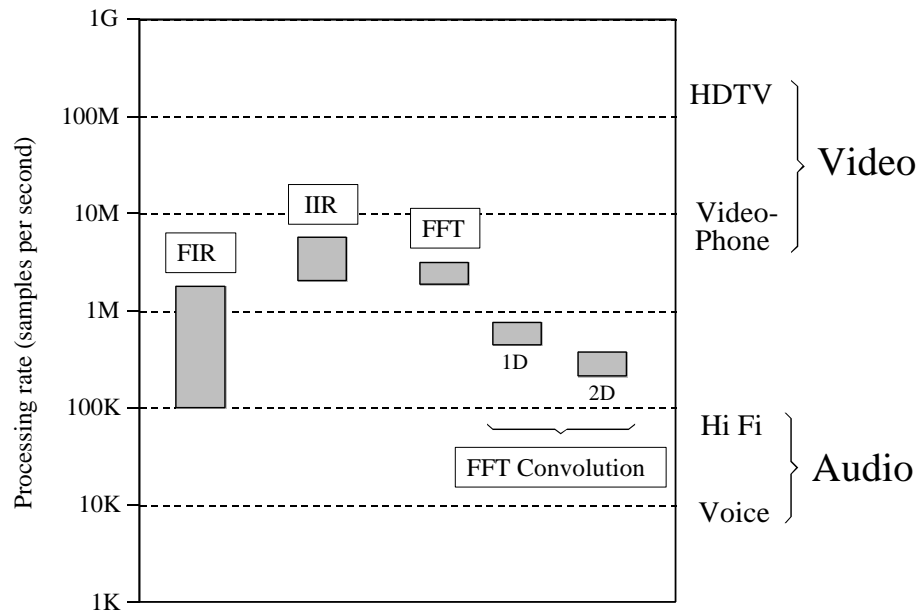 1G
100M
10M
1M
100K
10K
1K
Processing rate (samples per second)
FIR
IIR
FFT
1D
2D
FFT Convolution
HDTV
Video-
Phone
Video
Hi Fi
Voice
Audio